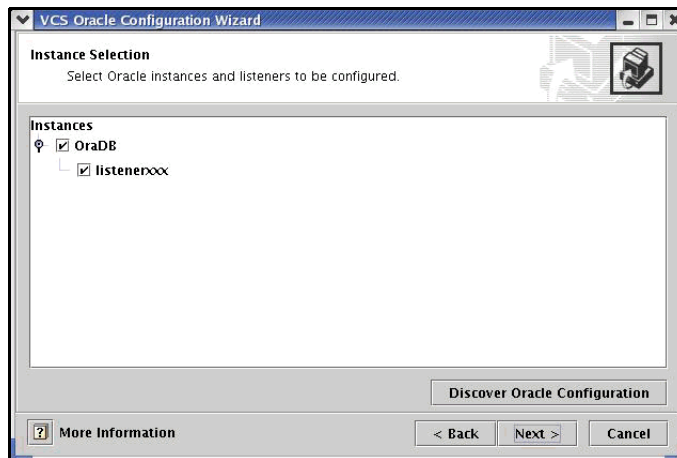 VCS Oracle Configuration Wizard
Instance Selection
Select Oracle instances and listeners to be configured.
Instances
OraDB
listenerxxx
Discover Oracle Configuration
? More Information
< Back
Next >
Cancel